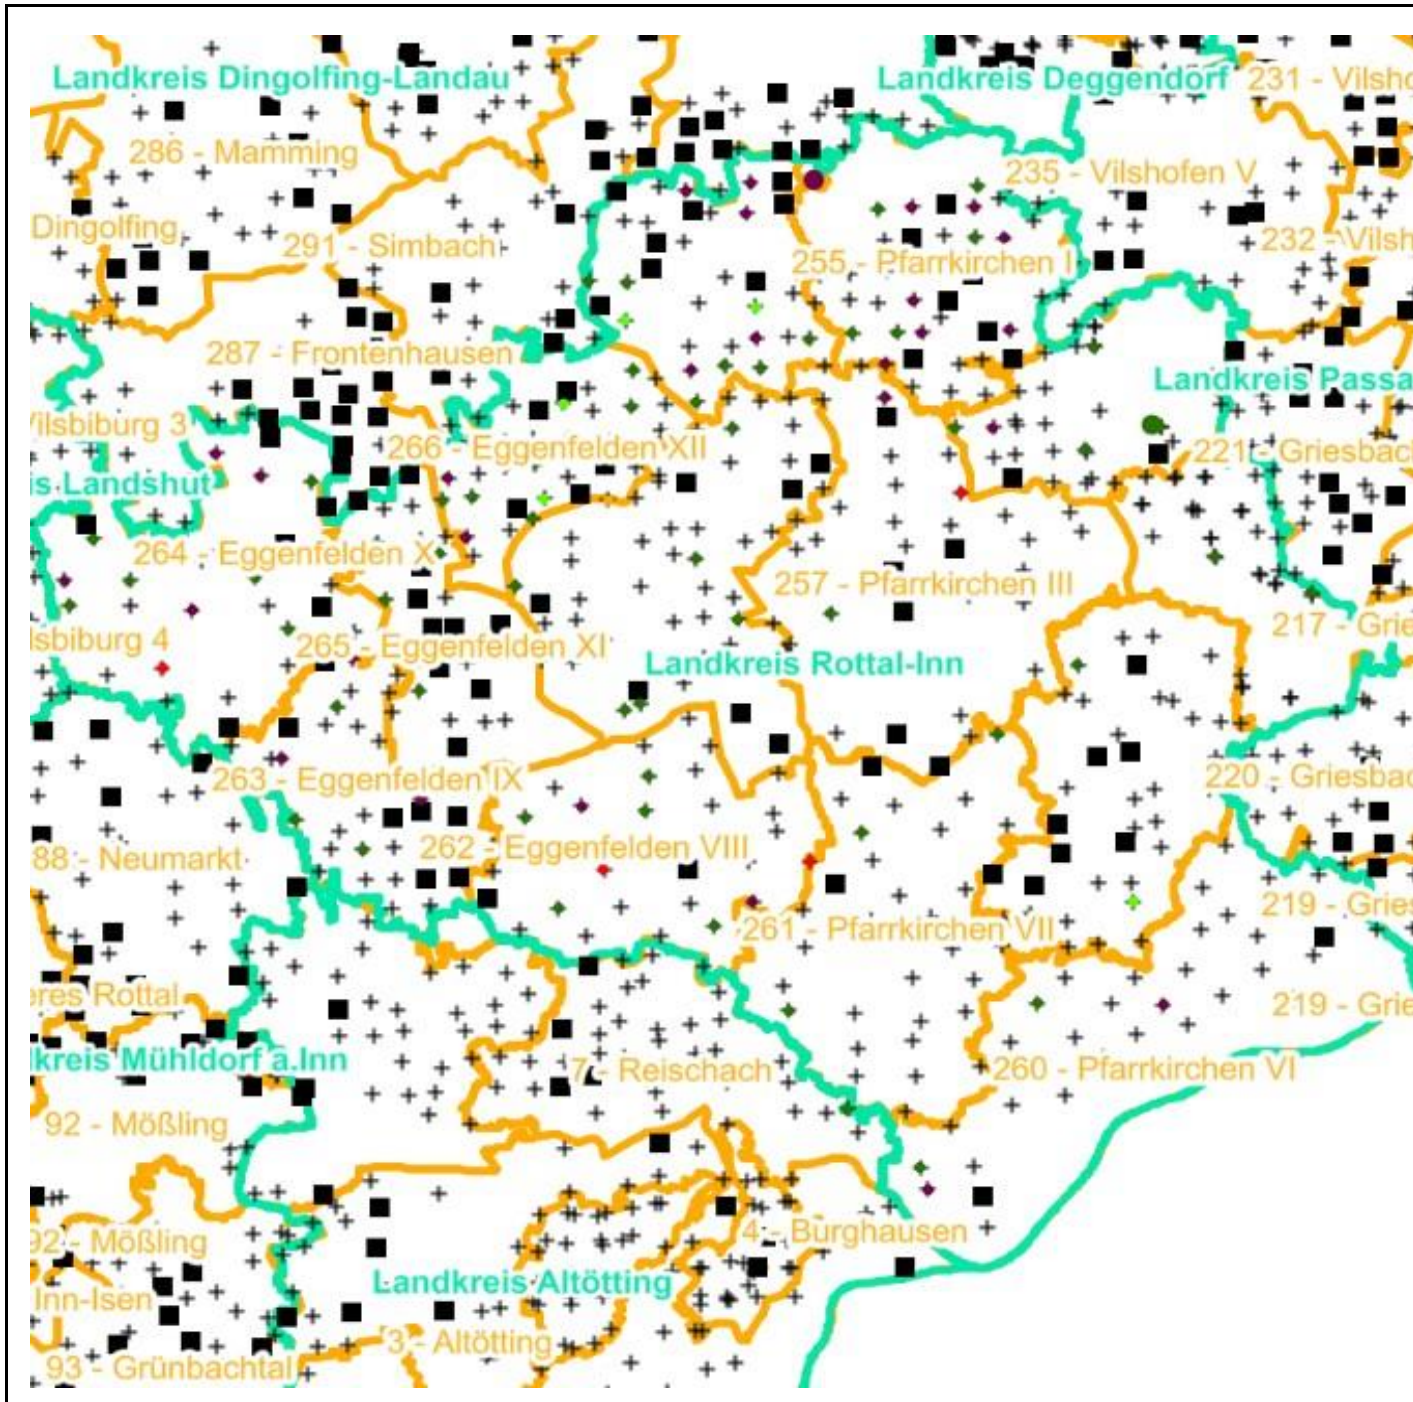 Landkreis Dingolfing-Landau
Landkreis Deggendorf
231 - Vilsho
286 - Mamming
235 - Vilshofen V
Dingolfing
291 - Simbach
232 - Vilsh
255 - Pfarrkirchen I
287 - Frontenhausen
Landkreis Passa
Vilsbiburg 3
266 - Eggenfelden XII
221 - Griesbach
is Landshut
264 - Eggenfelden X
257 - Pfarrkirchen III
217 - Grie
lsbiburg 4
265 - Eggenfelden XI
Landkreis Rottal-Inn
263 - Eggenfelden IX
220 - Griesbac
88 - Neumarkt
262 - Eggenfelden VIII
219 - Gries
261 - Pfarrkirchen VII
eres Rottal
219 - Grie
lkreis Mühldorf a.Inn
7 - Reischach
260 - Pfarrkirchen VI
92 - Mößling
92 - Mößling
4 - Burghausen
Landkreis Altötting
Inn-Isen
3 - Altötting
93 - Grünbachtal